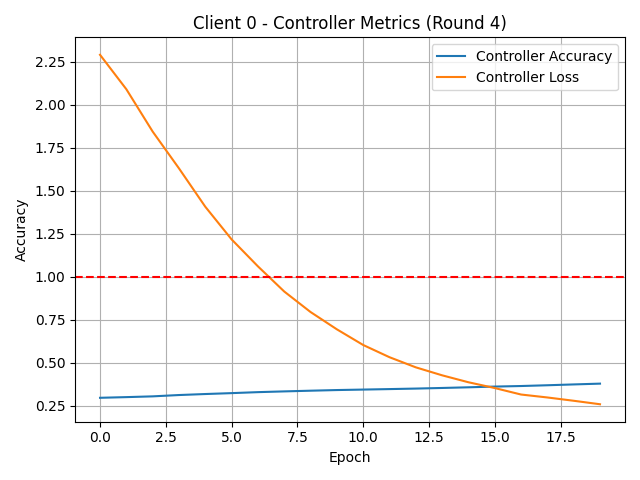 Client 0 - Controller Metrics (Round 4)
Controller Accuracy
Controller Loss
Accuracy
2.25
2.00
1.75
1.50
1.25
1.00
0.75
0.50
0.25
0.0 2.5 5.0 7.5 10.0 12.5 15.0 17.5
Epoch